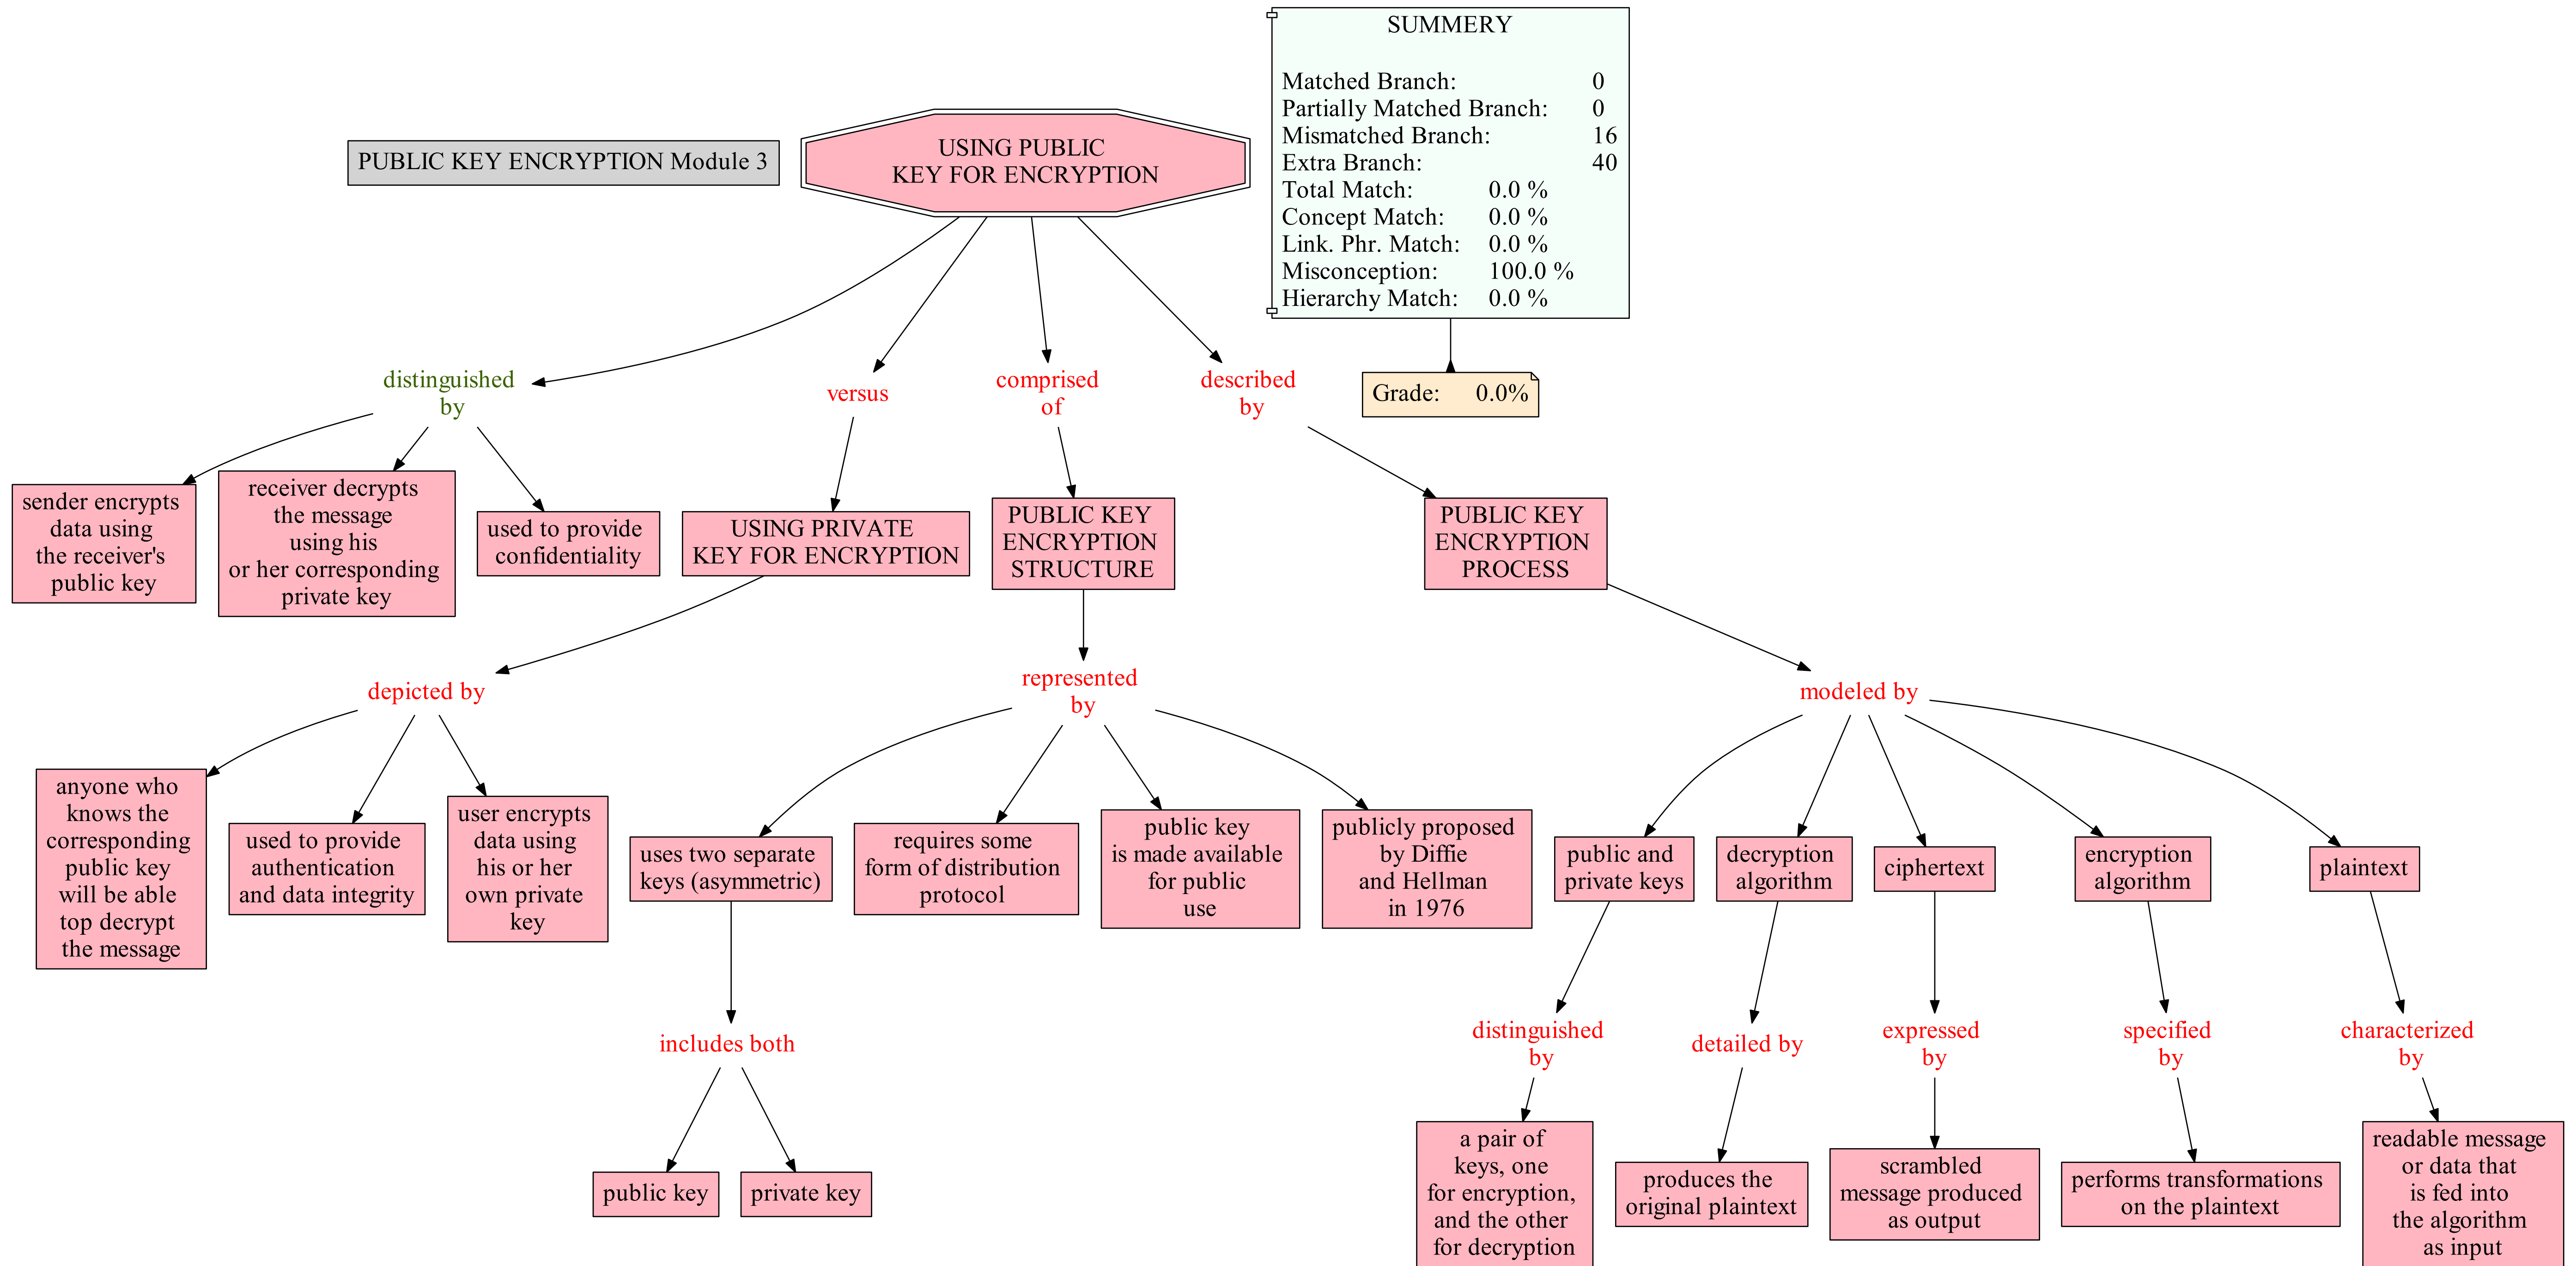 SUMMERY
Matched Branch: 0
Partially Matched Branch: 0
Mismatched Branch: 16
Extra Branch: 40
Total Match: 0.0 %
Concept Match: 0.0 %
Link. Phr. Match: 0.0 %
Misconception: 100.0 %
Hierarchy Match: 0.0 %
PUBLIC KEY ENCRYPTION Module 3
USING PUBLIC
KEY FOR ENCRYPTION
Grade: 0.0%
distinguished
by
versus
comprised
of
described
by
sender encrypts
data using
the receiver's
public key
receiver decrypts
the message
using his
or her corresponding
private key
used to provide
confidentiality
USING PRIVATE
KEY FOR ENCRYPTION
PUBLIC KEY
ENCRYPTION
STRUCTURE
PUBLIC KEY
ENCRYPTION
PROCESS
depicted by
represented
by
modeled by
anyone who
knows the
corresponding
public key
will be able
top decrypt
the message
used to provide
authentication
and data integrity
user encrypts
data using
his or her
own private
key
uses two separate
keys (asymmetric)
requires some
form of distribution
protocol
public key
is made available
for public
use
publicly proposed
by Diffie
and Hellman
in 1976
public and
private keys
decryption
algorithm
ciphertext
encryption
algorithm
plaintext
includes both
distinguished
by
detailed by
expressed
by
specified
by
characterized
by
public key
private key
a pair of
keys, one
for encryption,
and the other
for decryption
produces the
original plaintext
scrambled
message produced
as output
performs transformations
on the plaintext
readable message
or data that
is fed into
the algorithm
as input